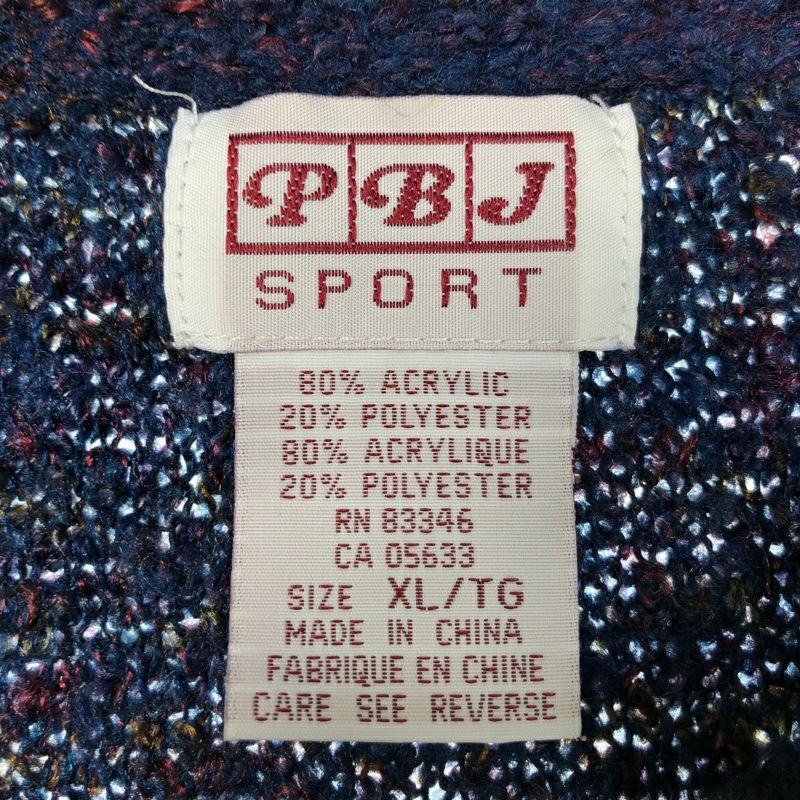 PBJ
SPORT
80% ACRYLIC
20% POLYESTER
80% ACRYLIQUE
20% POLYESTER
RN 83346
CA 05633
SIZE XL/TG
MADE IN CHINA
FABRIQUE EN CHINE
CARE SEE REVERSE